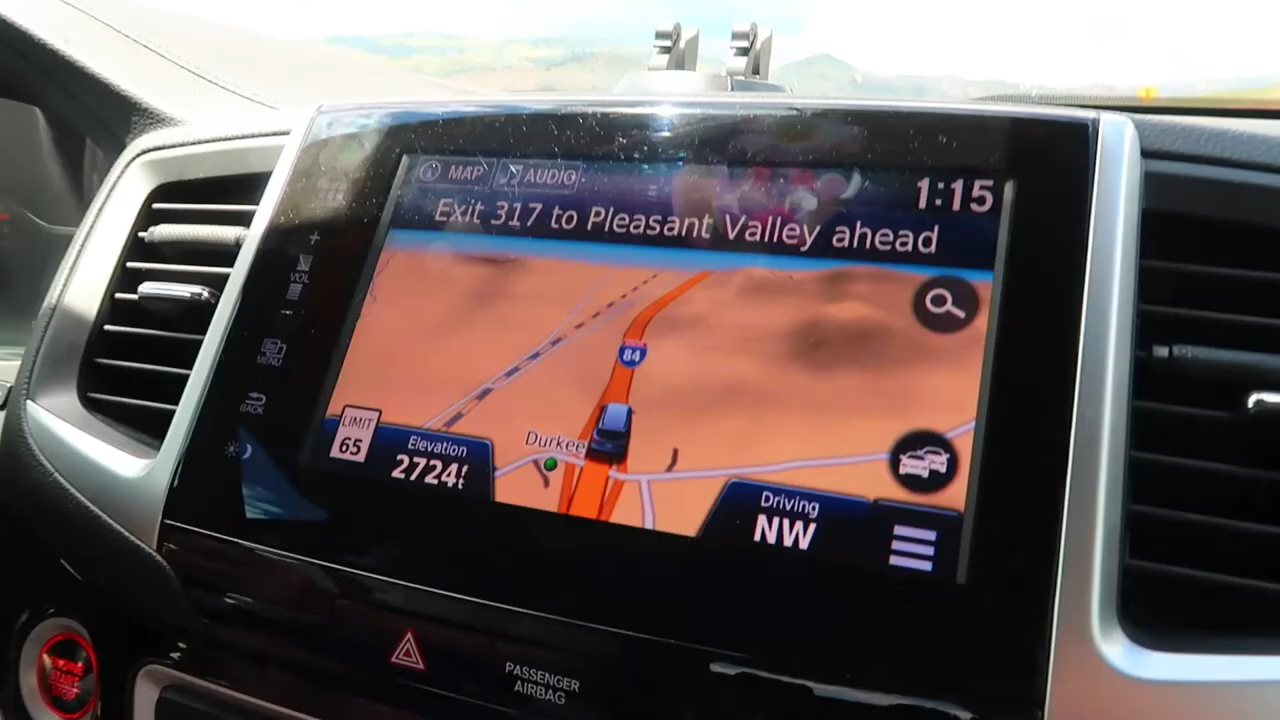 MAP AUDIO 1:15
Exit 317 to Pleasant Valley ahead
+
VOL
-
MENU
BACK
84
LIMIT
65
Elevation
2724ft
Durkee
Driving
NW
PASSENGER
AIRBAG